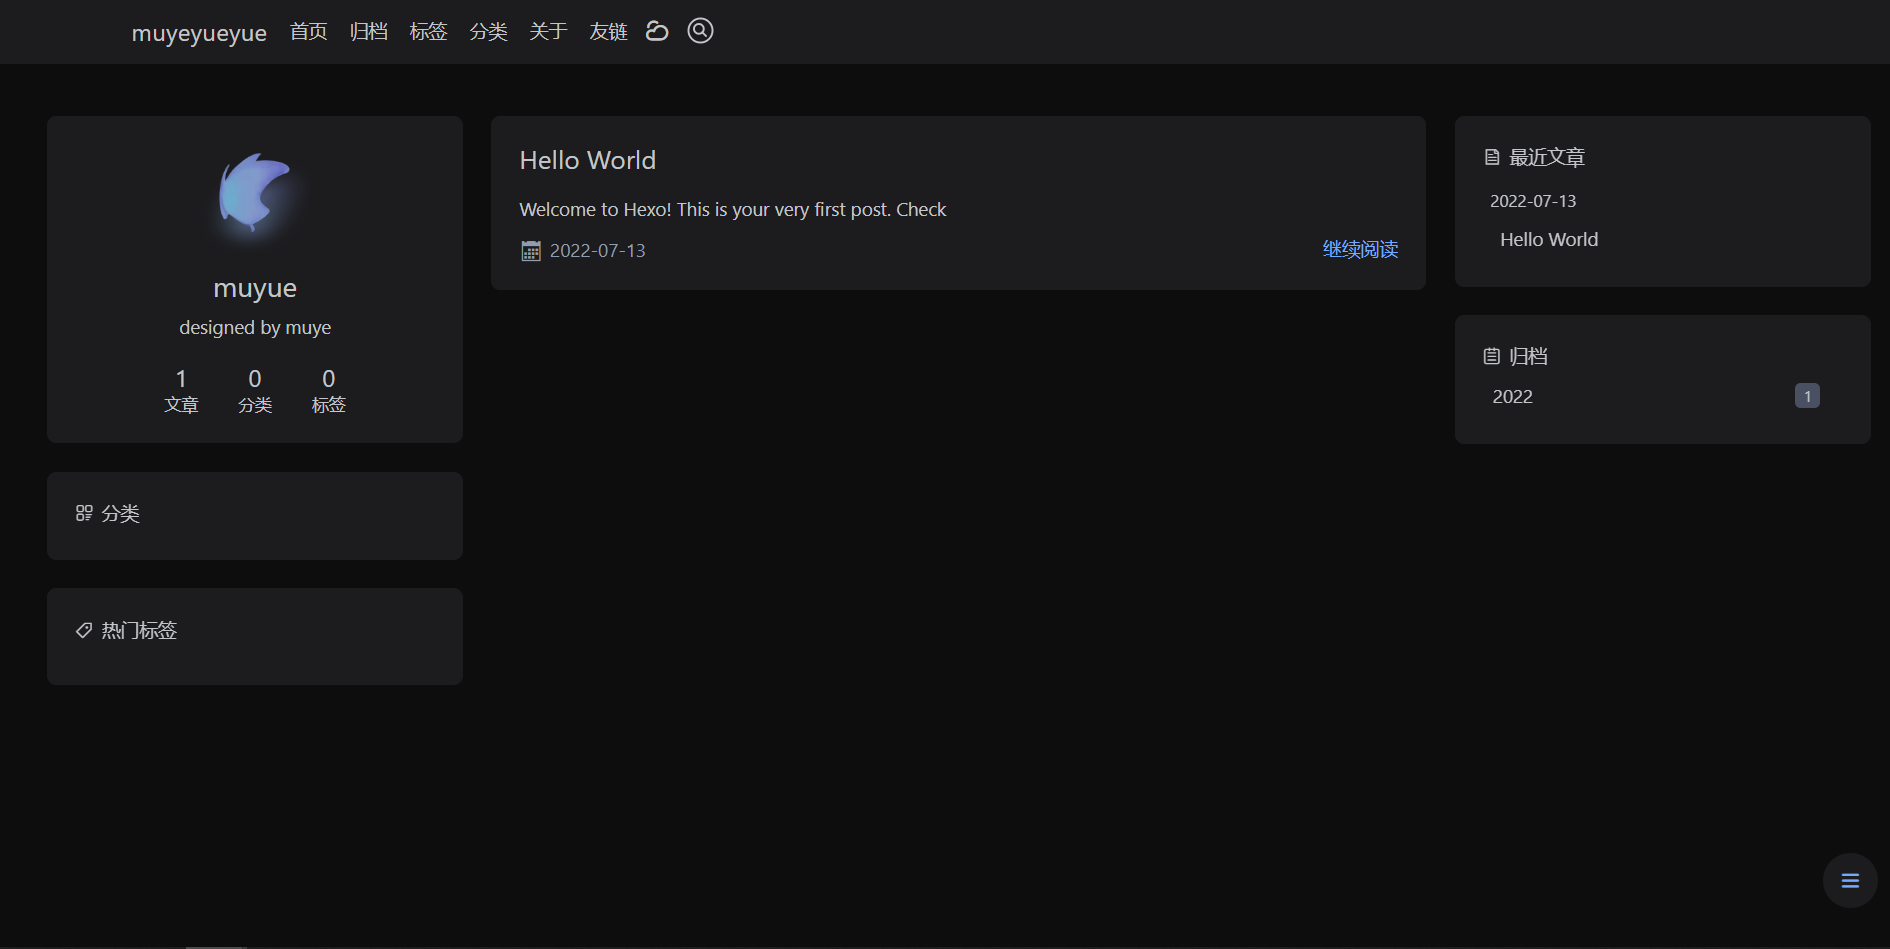 muyeyueyue 首页 归档 标签 分类 关于 友链
muyue
designed by muye
1 0 0
文章 分类 标签
分类
热门标签
Hello World
Welcome to Hexo! This is your very first post. Check
2022-07-13 继续阅读
最近文章
2022-07-13
Hello World
归档
2022 1